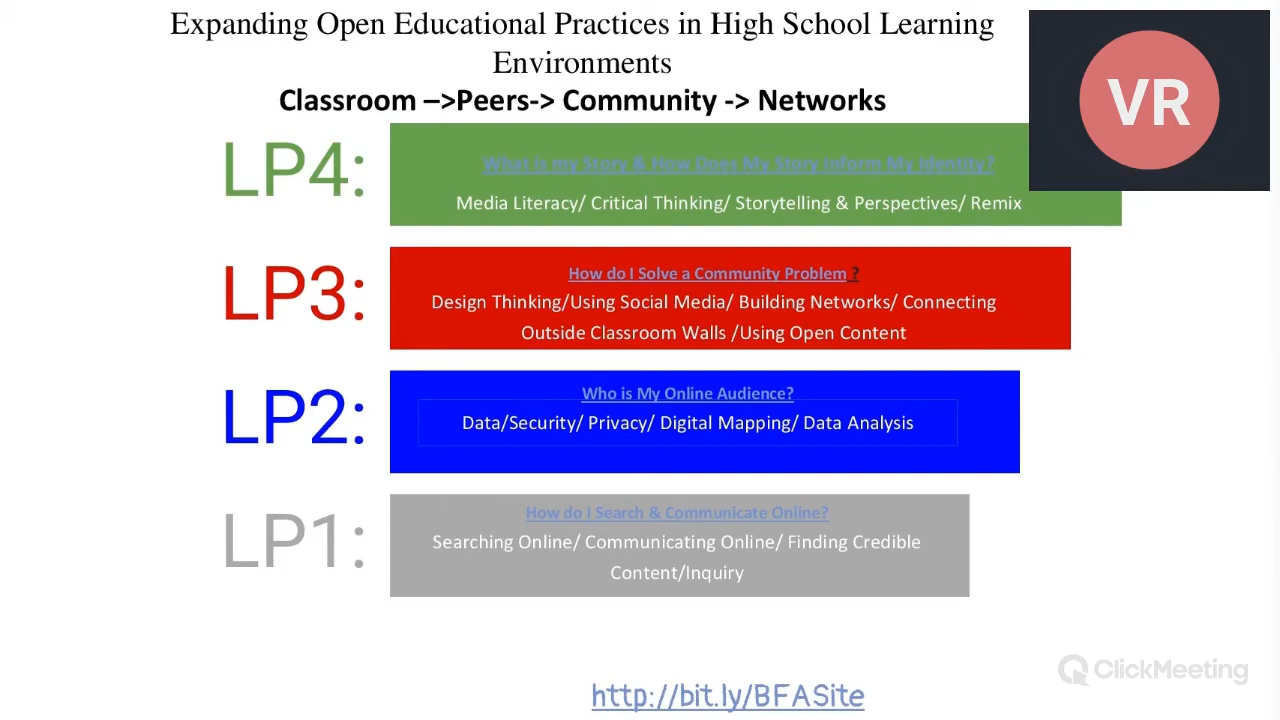 Expanding Open Educational Practices in High School Learning
Environments
Classroom –>Peers-> Community -> Networks
VR
LP4:
What is my Story & How Does My Story Inform My Identity?
Media Literacy/ Critical Thinking/ Storytelling & Perspectives/ Remix
LP3:
How do I Solve a Community Problem ?
Design Thinking/Using Social Media/ Building Networks/ Connecting
Outside Classroom Walls /Using Open Content
LP2:
Who is My Online Audience?
Data/Security/ Privacy/ Digital Mapping/ Data Analysis
LP1:
How do I Search & Communicate Online?
Searching Online/ Communicating Online/ Finding Credible
Content/Inquiry
ClickMeeting
http://bit.ly/BFASite